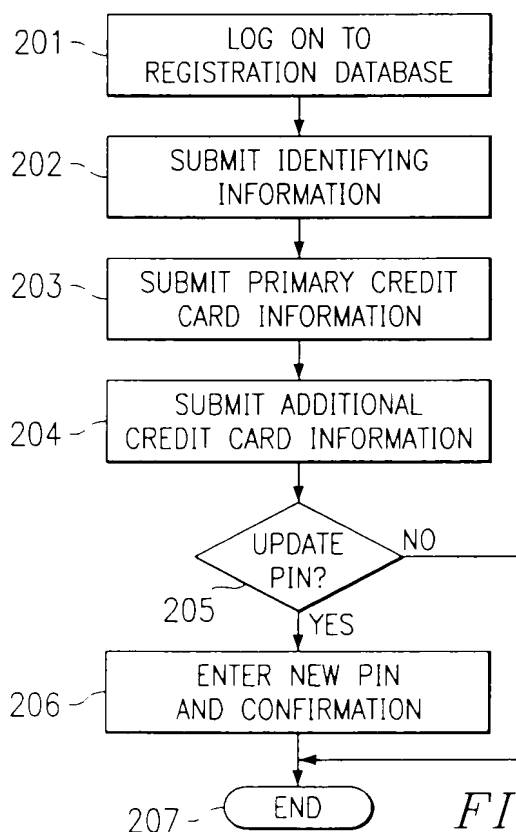 201
LOG ON TO
REGISTRATION DATABASE
202
SUBMIT IDENTIFYING
INFORMATION
203
SUBMIT PRIMARY CREDIT
CARD INFORMATION
204
SUBMIT ADDITIONAL
CREDIT CARD INFORMATION
UPDATE
PIN?
NO
205
YES
206
ENTER NEW PIN
AND CONFIRMATION
207
END
FI